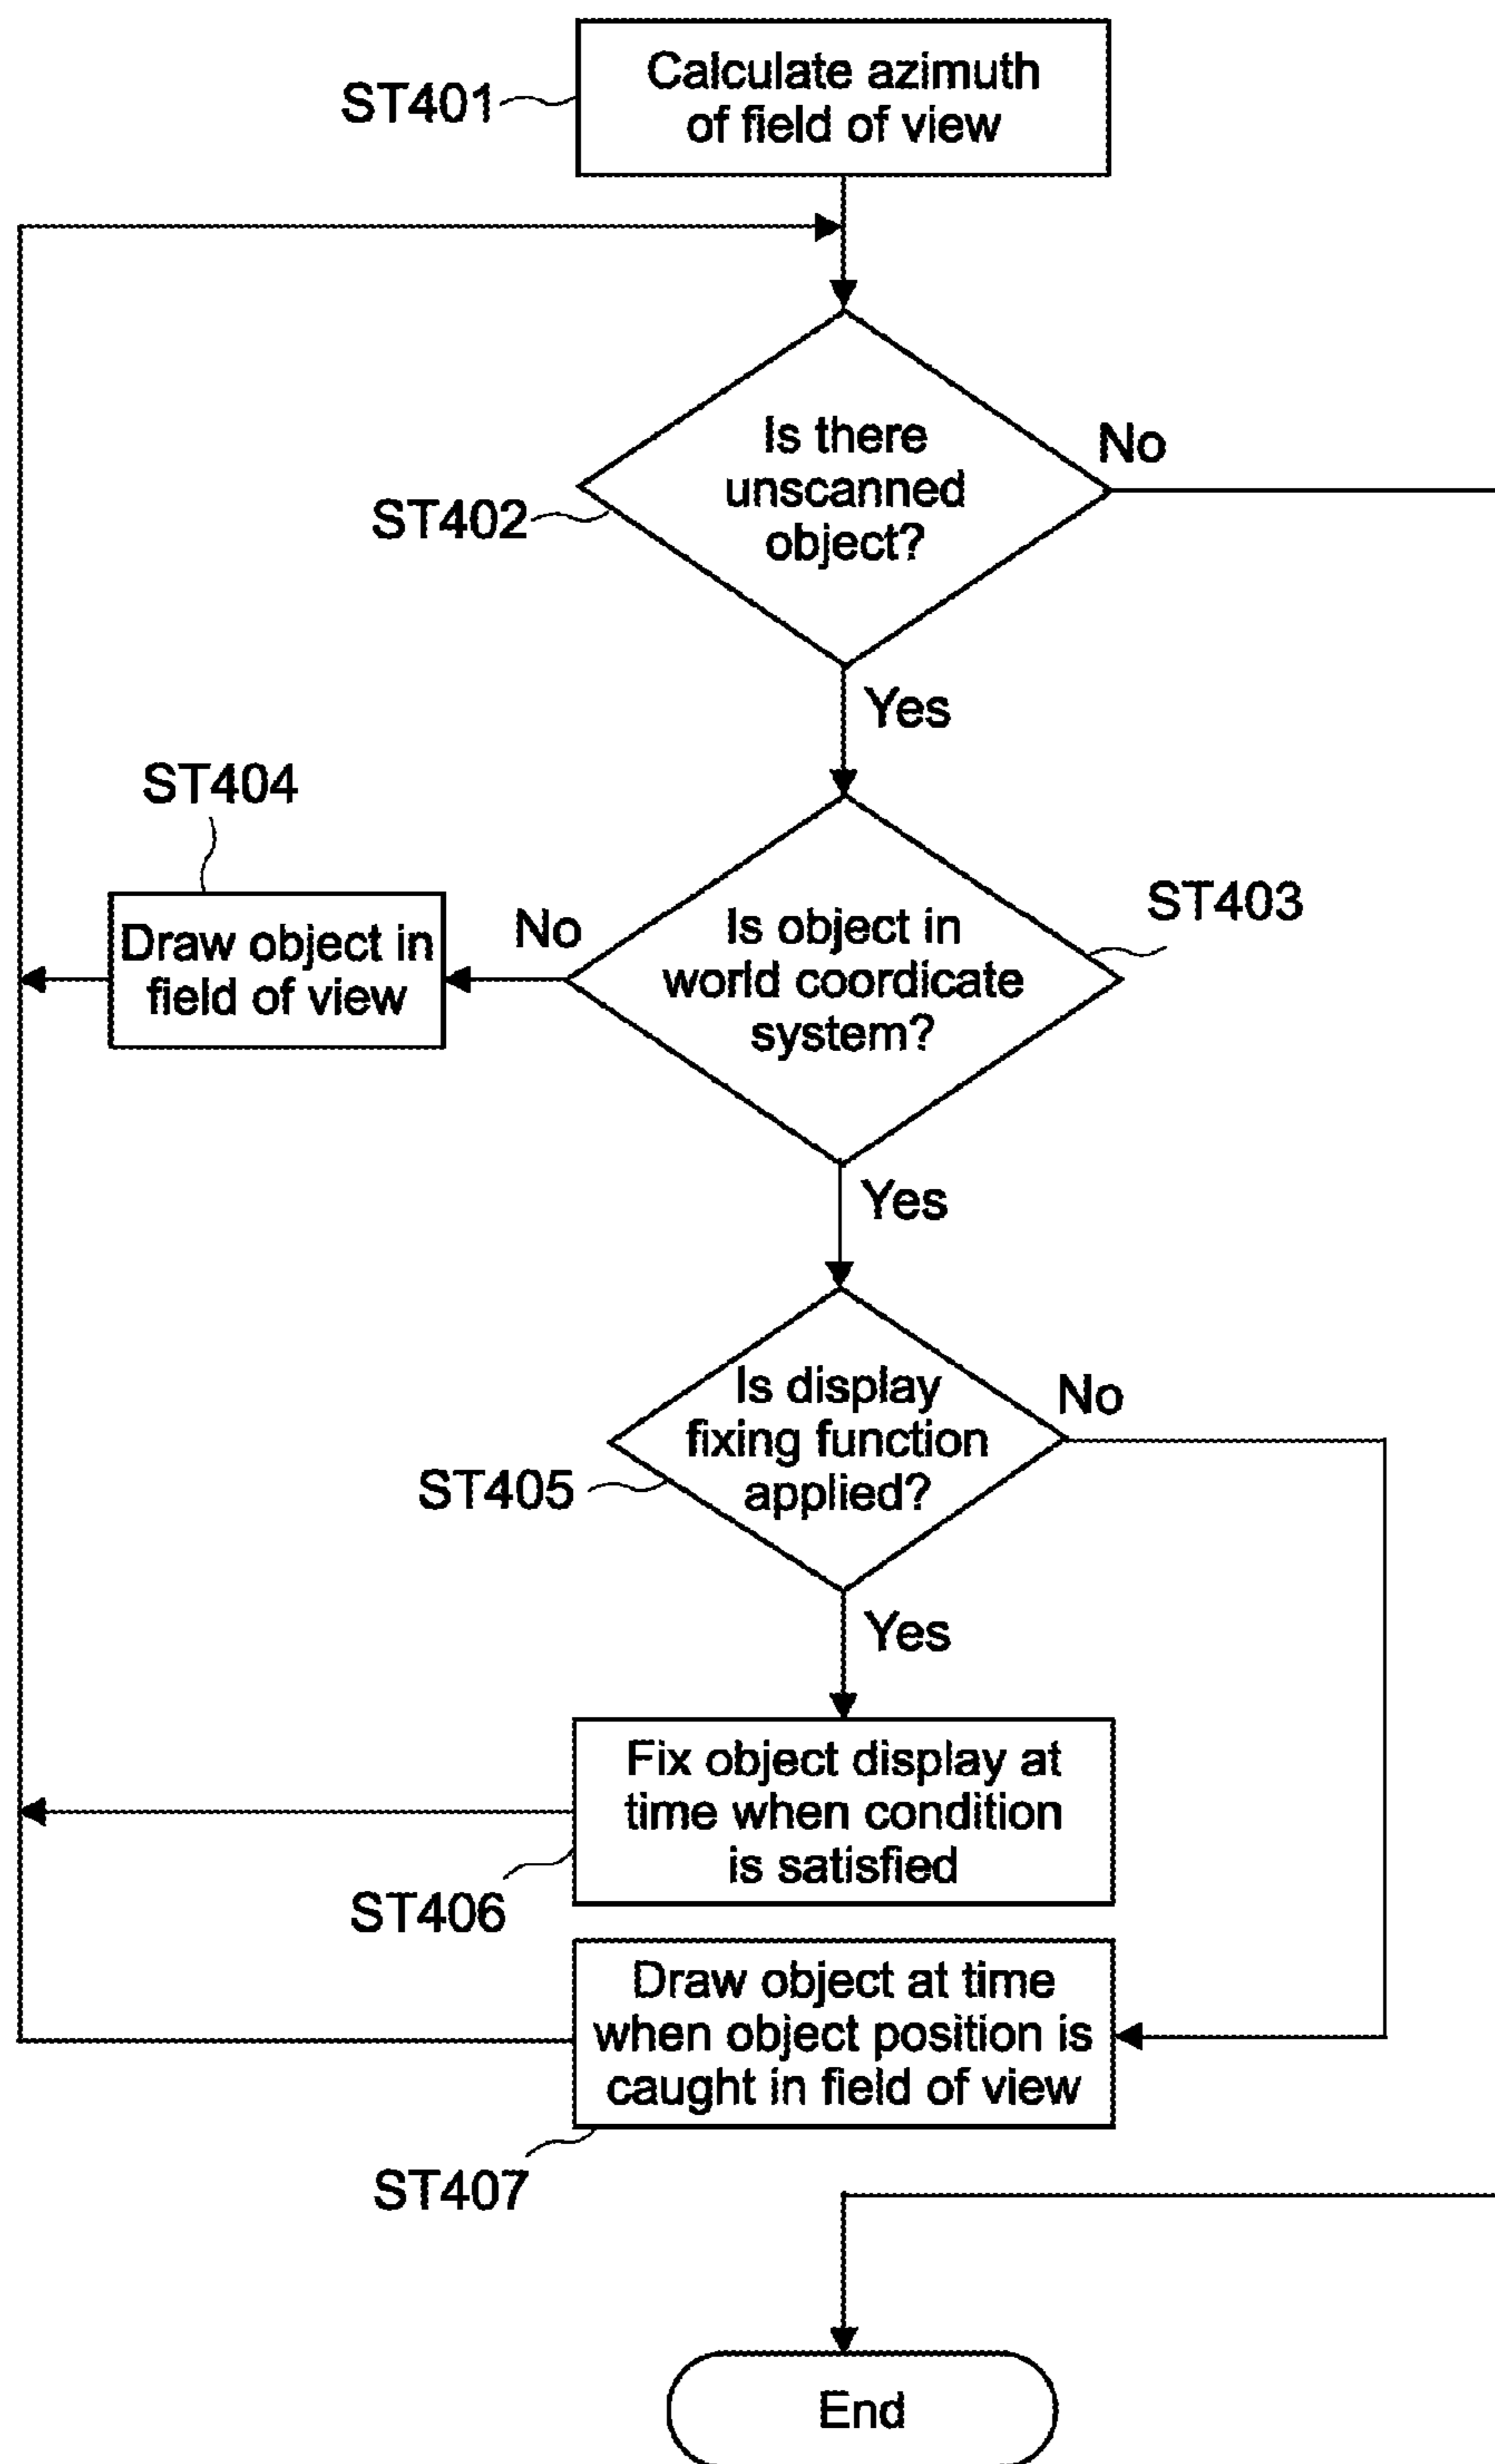 Calculate azimuth
of field of view
ST401
Is there
unscanned
object?
No
ST402
Yes
ST404
Draw object in
field of view
No
Is object in
world coordicate
system?
ST403
Yes
Is display
fixing function
applied?
No
ST405
Yes
Fix object display at
time when condition
is satisfied
ST406
Draw object at time
when object position is
caught in field of view
ST407
End